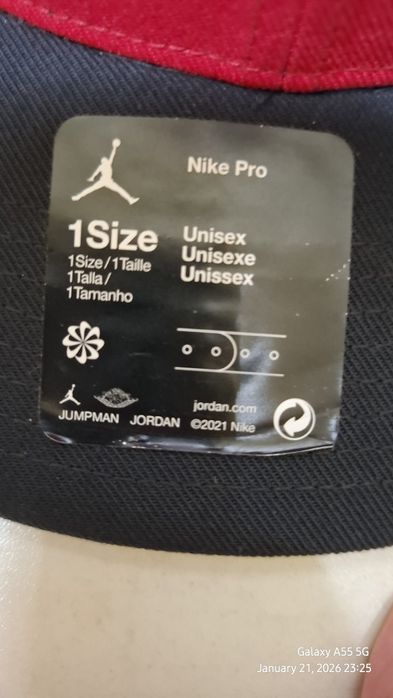 Nike Pro
1Size
1Size/1Taille
1Talla/
1Tamanho
Unisex
Unisexe
Unissex
jordan.com
JUMPMAN JORDAN ©2021 Nike
Galaxy A55 5G
January 21, 2026 23:25